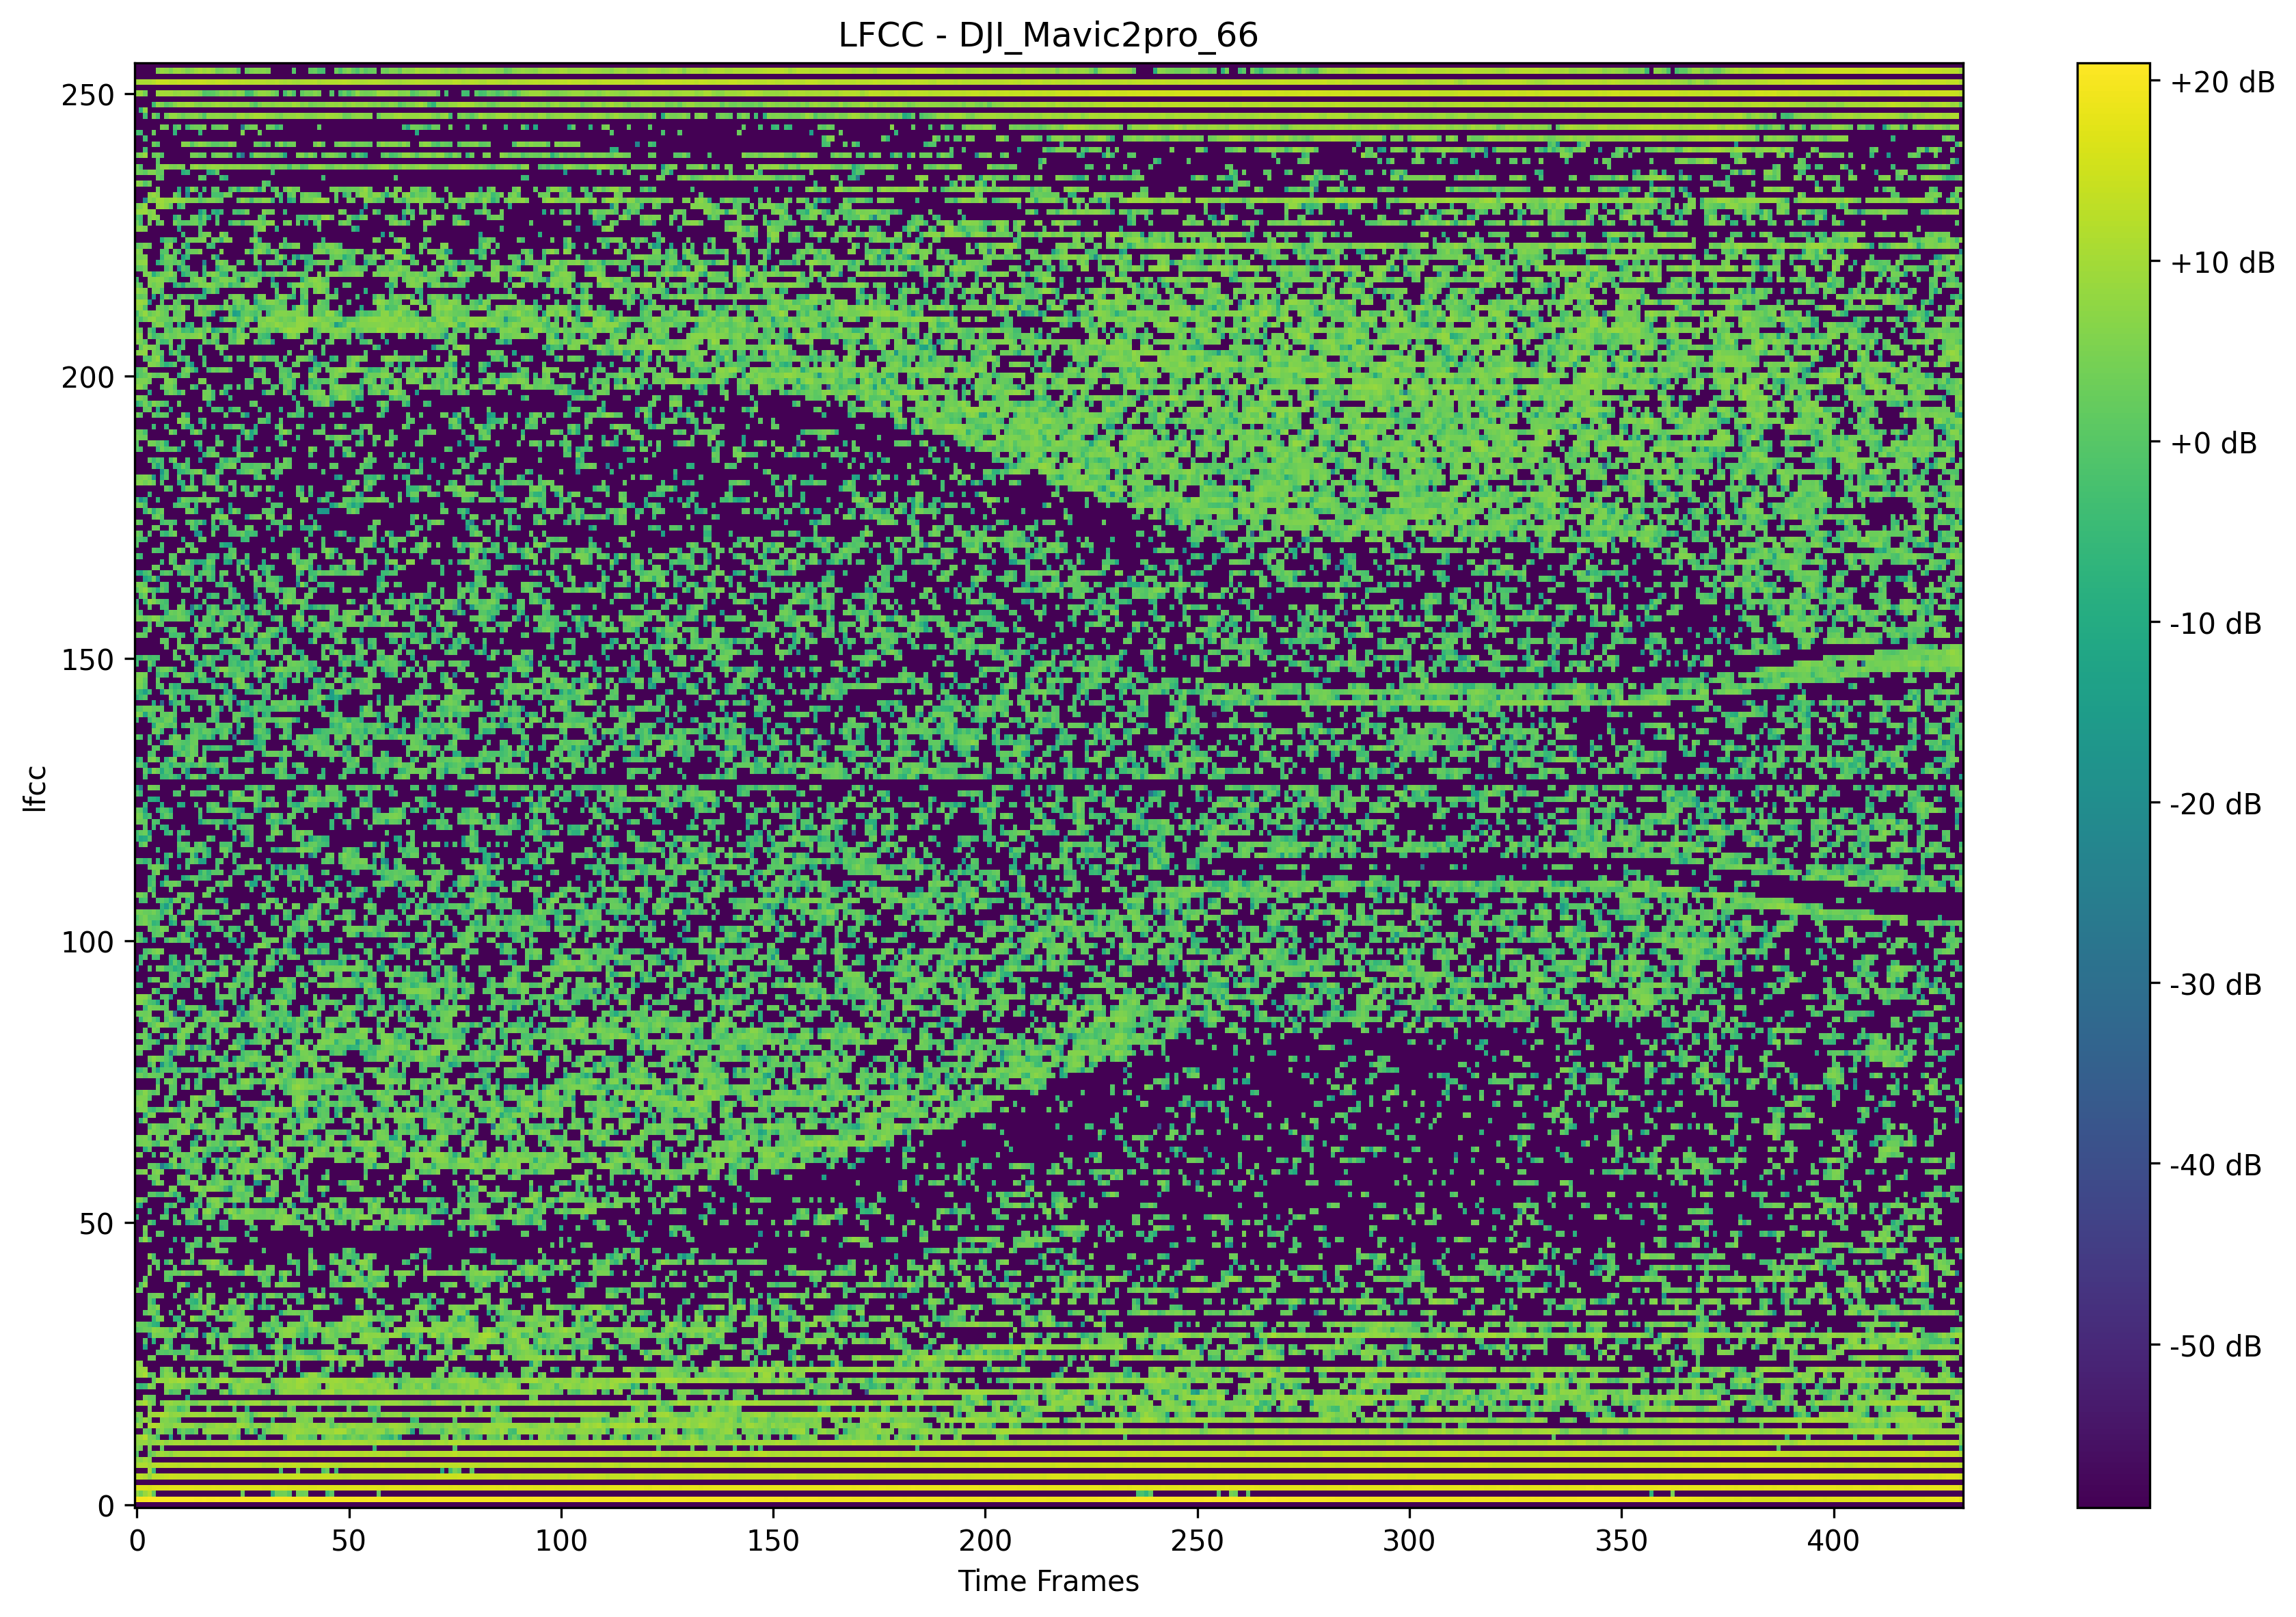 LFCC - DJI_Mavic2pro_66
250
200
150
100
50
0
lfcc
0 50 100 150 200 250 300 350 400
Time Frames
+20 dB
+10 dB
+0 dB
-10 dB
-20 dB
-30 dB
-40 dB
-50 dB